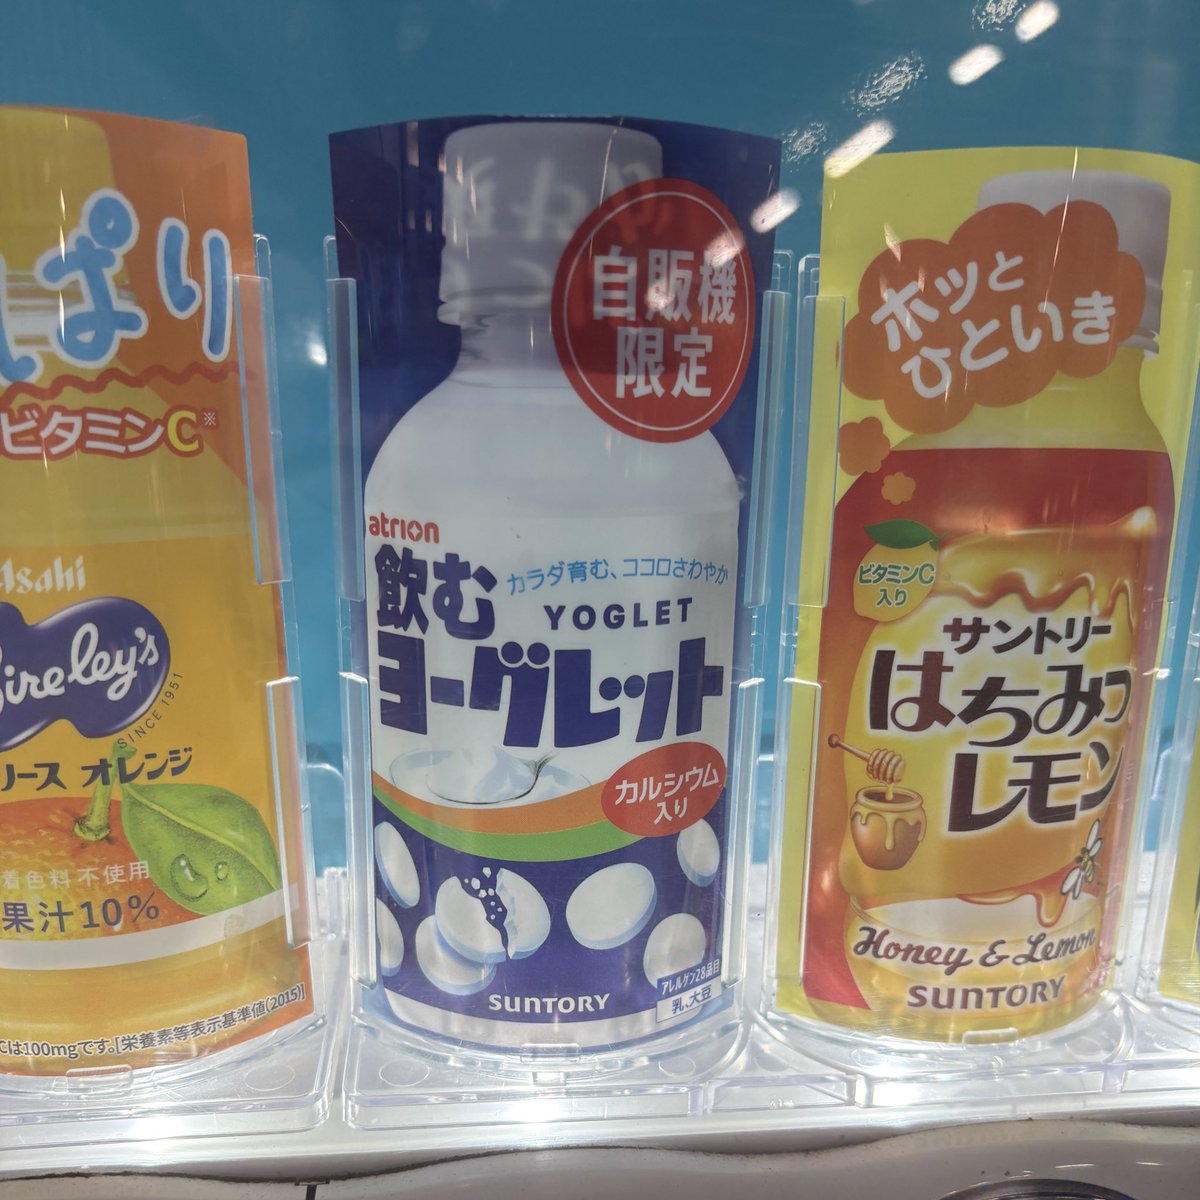 ぱり
ビタミンC※
Asahi
Bireley's
SINCE 1951
リース オレンジ
着色料不使用
果汁10%
Cは100mgです。[栄養素等表示基準値(2015)]
自販機
限定
atrion
飲む
カラダ育む、ココロさわやか
YOGLET
ヨーグレット
カルシウム
入り
SUNTORY
アレルゲン28品目
乳、大豆
ホッと
ひといき
ビタミンC
入り
サントリー
はちみつ
レモン
Honey & Lemon
SUNTORY